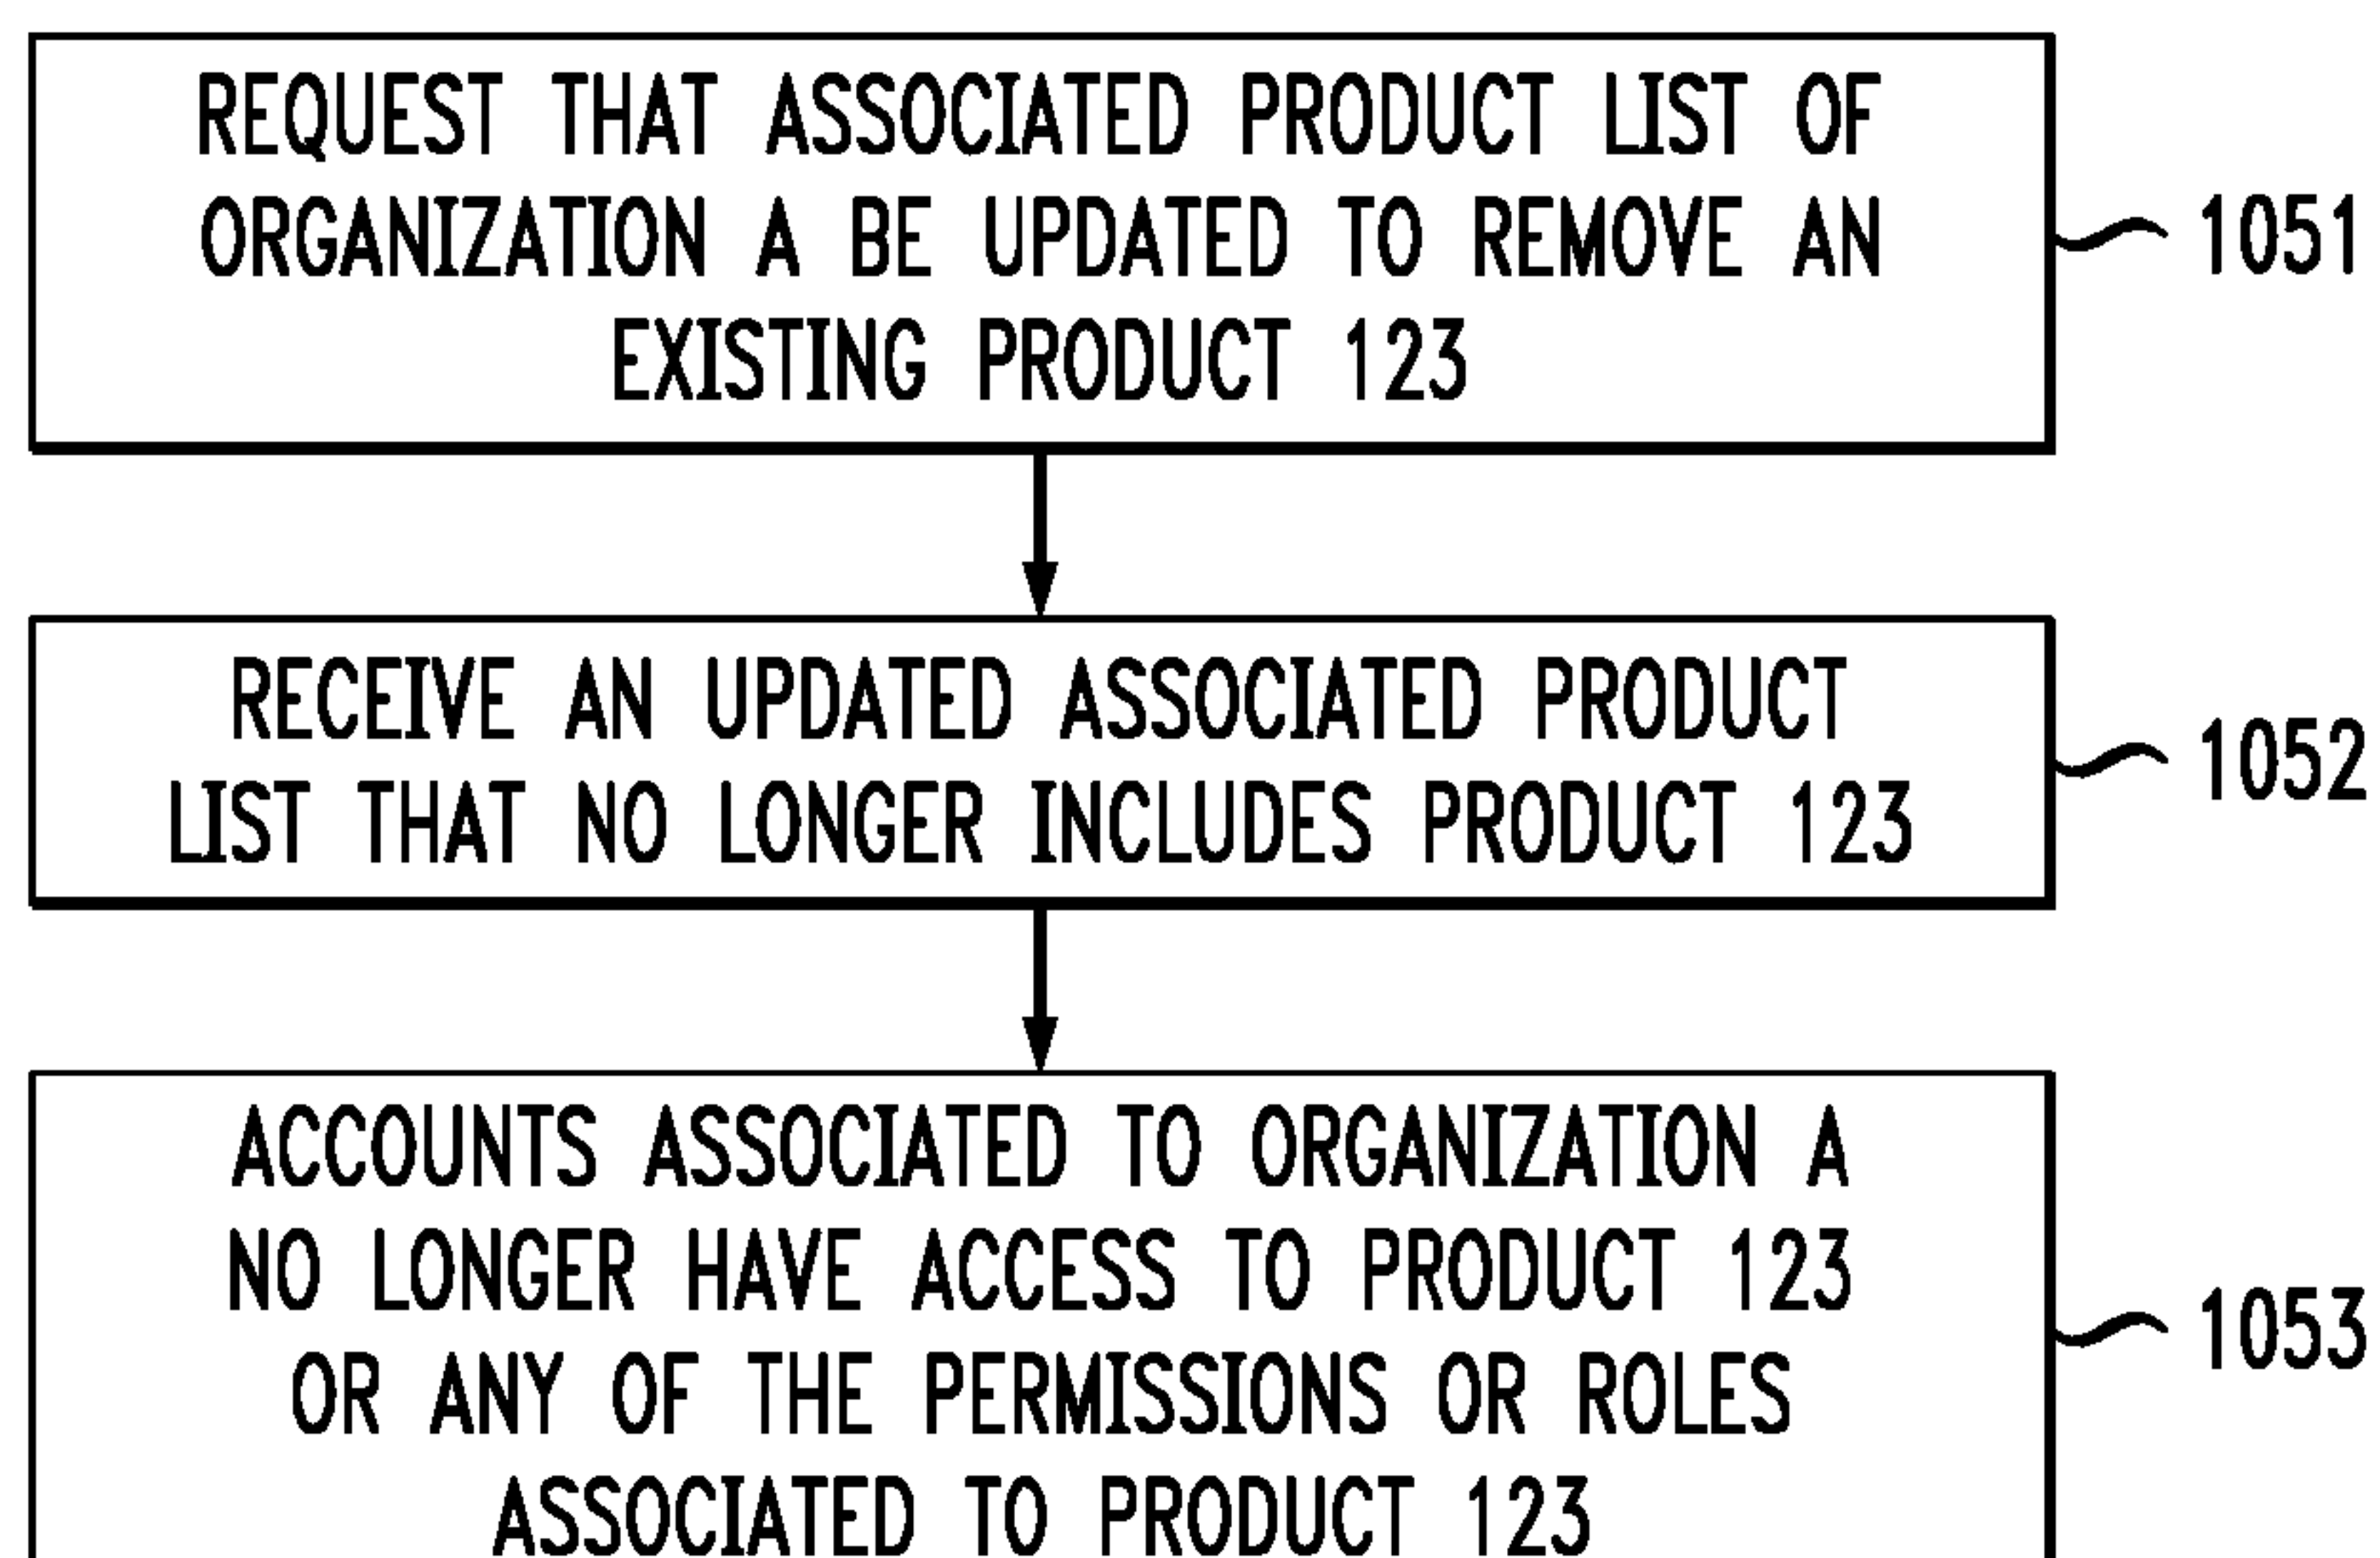 REQUEST THAT ASSOCIATED PRODUCT LIST OF
ORGANIZATION A BE UPDATED TO REMOVE AN
EXISTING PRODUCT 123
1051
RECEIVE AN UPDATED ASSOCIATED PRODUCT
LIST THAT NO LONGER INCLUDES PRODUCT 123
1052
ACCOUNTS ASSOCIATED TO ORGANIZATION A
NO LONGER HAVE ACCESS TO PRODUCT 123
OR ANY OF THE PERMISSIONS OR ROLES
ASSOCIATED TO PRODUCT 123
1053